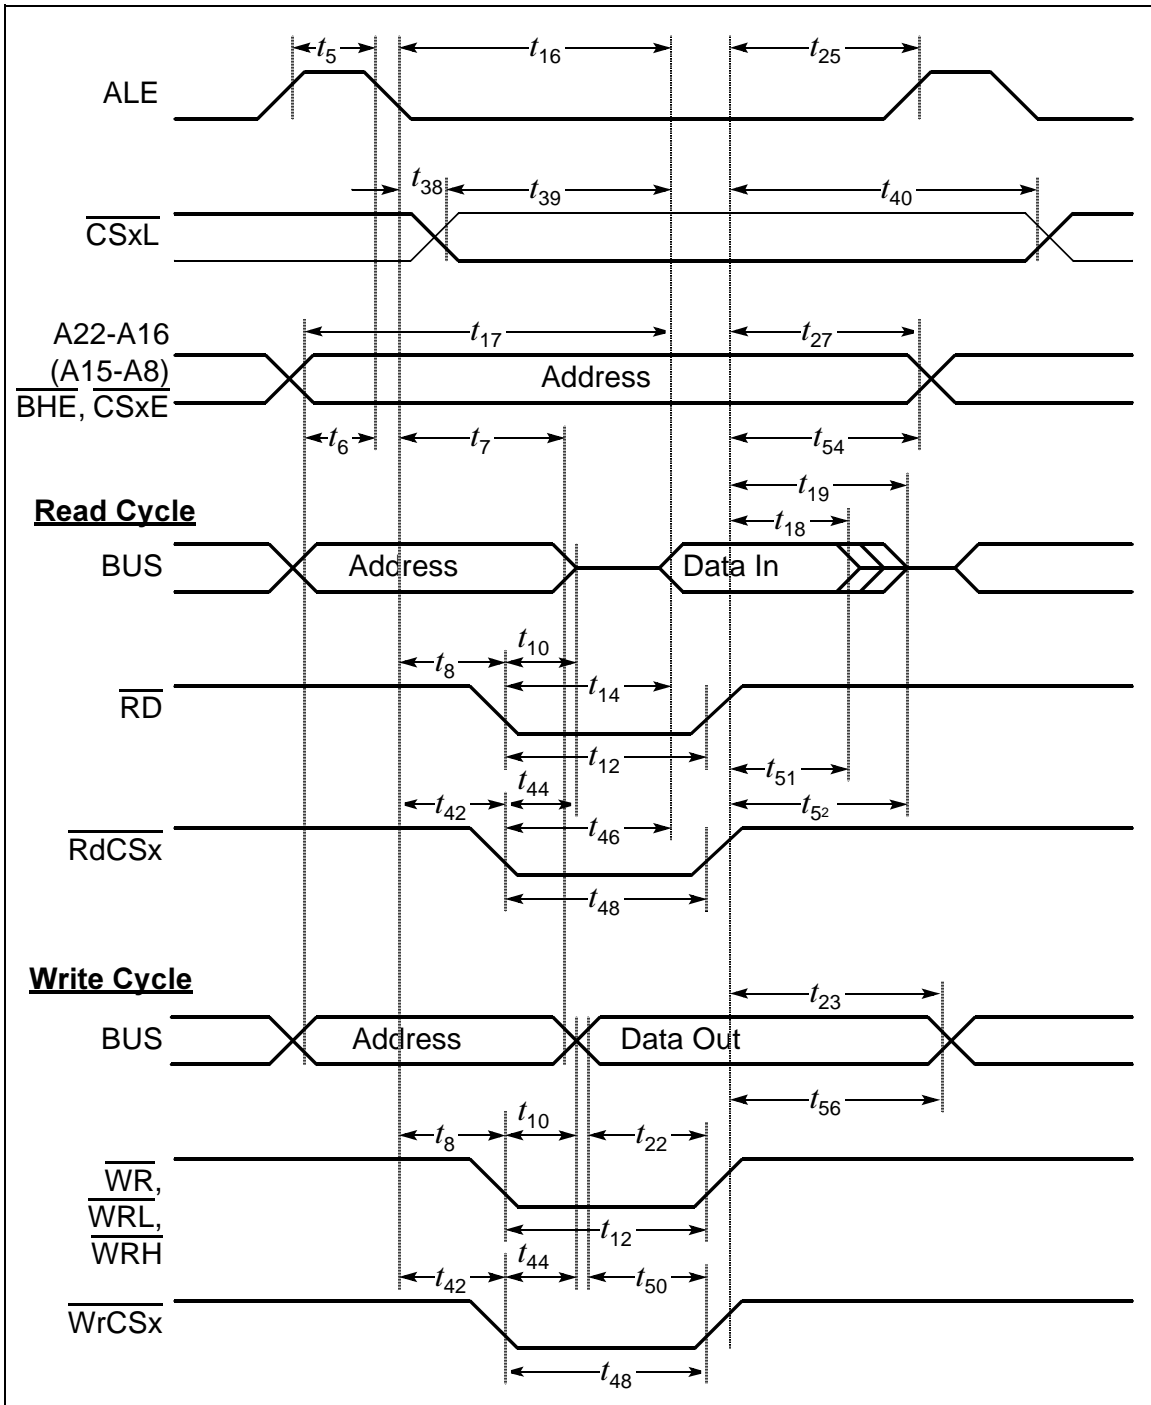 t5 t16 t25
ALE
t38 t39 t40
CSxL
A22-A16
(A15-A8)
BHE, CSxE
t17 t27
Address
t6 t7 t54
t19
Read Cycle
t18
BUS Address Data In
t10
t8 t14
RD
t12 t51
t44
t42 t46 t52
RdCSx
t48
Write Cycle
t23
BUS Address Data Out
t56
t10
t8 t22
WR,
WRL,
WRH
t12
t44
t42 t50
WrCSx
t48